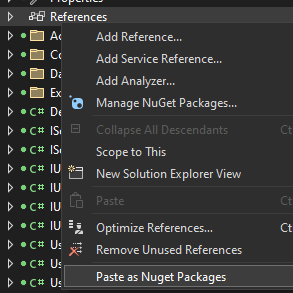 Properties
References
Add Reference...
Add Service Reference...
Add Analyzer...
Manage NuGet Packages...
Collapse All Descendants
Ct
Scope to This
New Solution Explorer View
Paste
Ct
Optimize References...
Ct
Remove Unused References
Paste as Nuget Packages
Ac
Co
Da
Ex
De
ISe
ISe
IU
IU
IU
Us
Us
Us